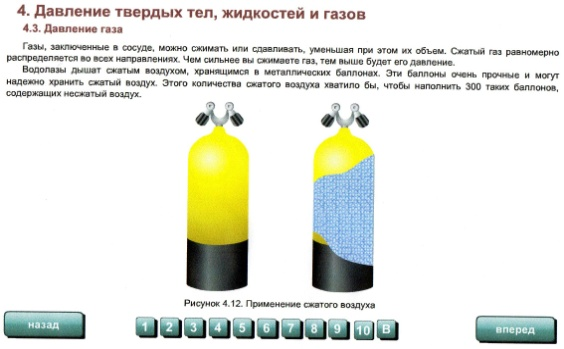 4. Давление твердых тел, жидкостей и газов
4.3. Давление газа
Газы, заключенные в сосуде, можно сжимать или сдавливать, уменьшая при этом их объем. Сжатый газ равномерно
распределяется во всех направлениях. Чем сильнее вы сжимаете газ, тем выше будет его давление.
Водолазы дышат сжатым воздухом, хранящимся в металлических баллонах. Эти баллоны очень прочные и могут
надежно хранить сжатый воздух. Этого количества сжатого воздуха хватило бы, чтобы наполнить 300 таких баллонов,
содержащих несжатый воздух.
Рисунок 4.12. Применение сжатого воздуха
назад 1 2 3 4 5 6 7 8 9 10 В вперед